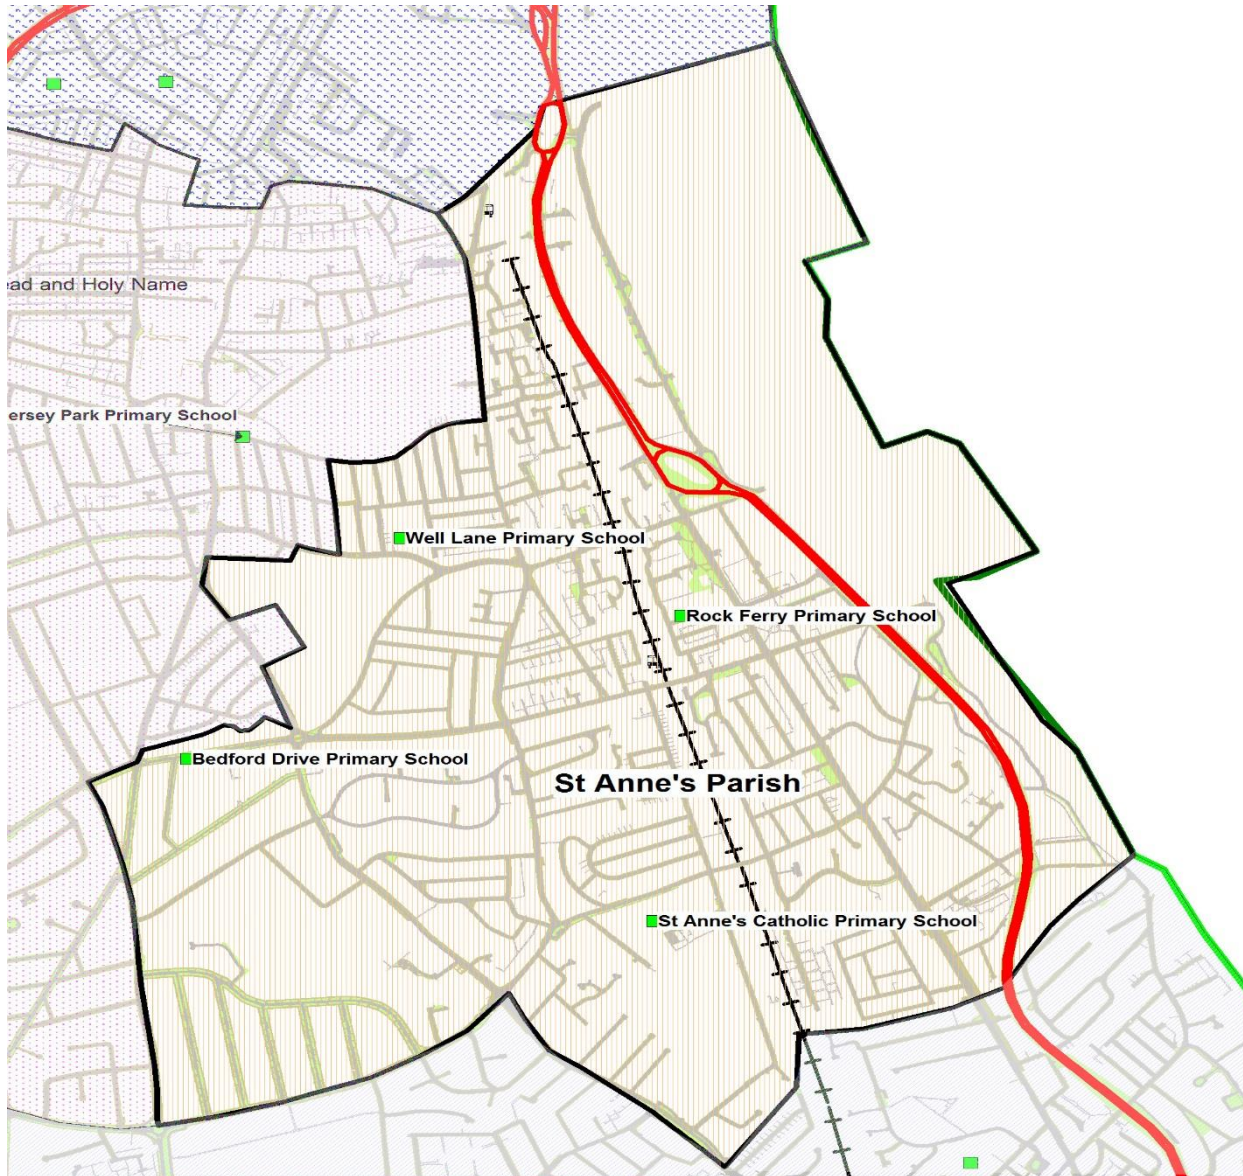 ead and Holy Name
ersey Park Primary School
Well Lane Primary School
Rock Ferry Primary School
Bedford Drive Primary School
St Anne's Parish
St Anne's Catholic Primary School